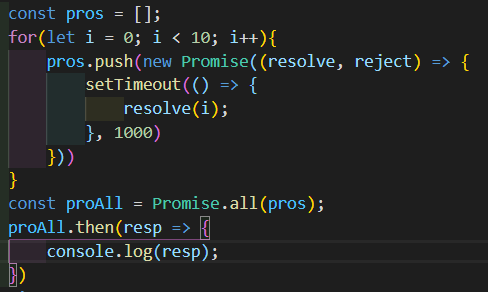 const pros = [];
for(let i = 0; i < 10; i++){
    pros.push(new Promise((resolve, reject) => {
        setTimeout(() => {
            resolve(i);
        }, 1000)
    }))
}
const proAll = Promise.all(pros);
proAll.then(resp => {
    console.log(resp);
})